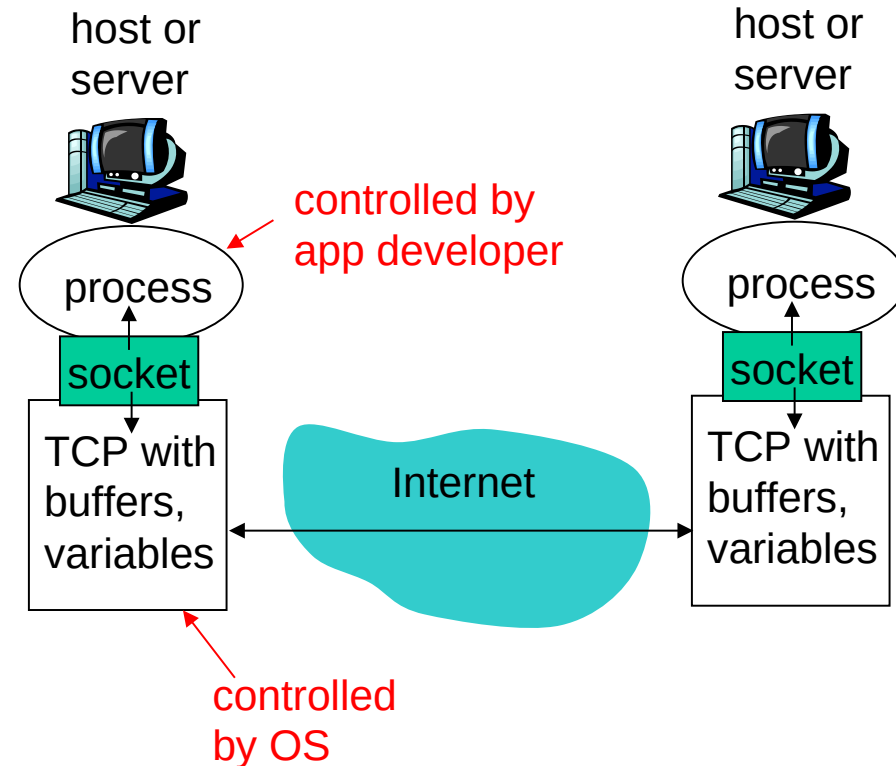 host or
server
host or
server
controlled by
app developer
process
process
socket
socket
TCP with
buffers,
variables
Internet
TCP with
buffers,
variables
controlled
by OS